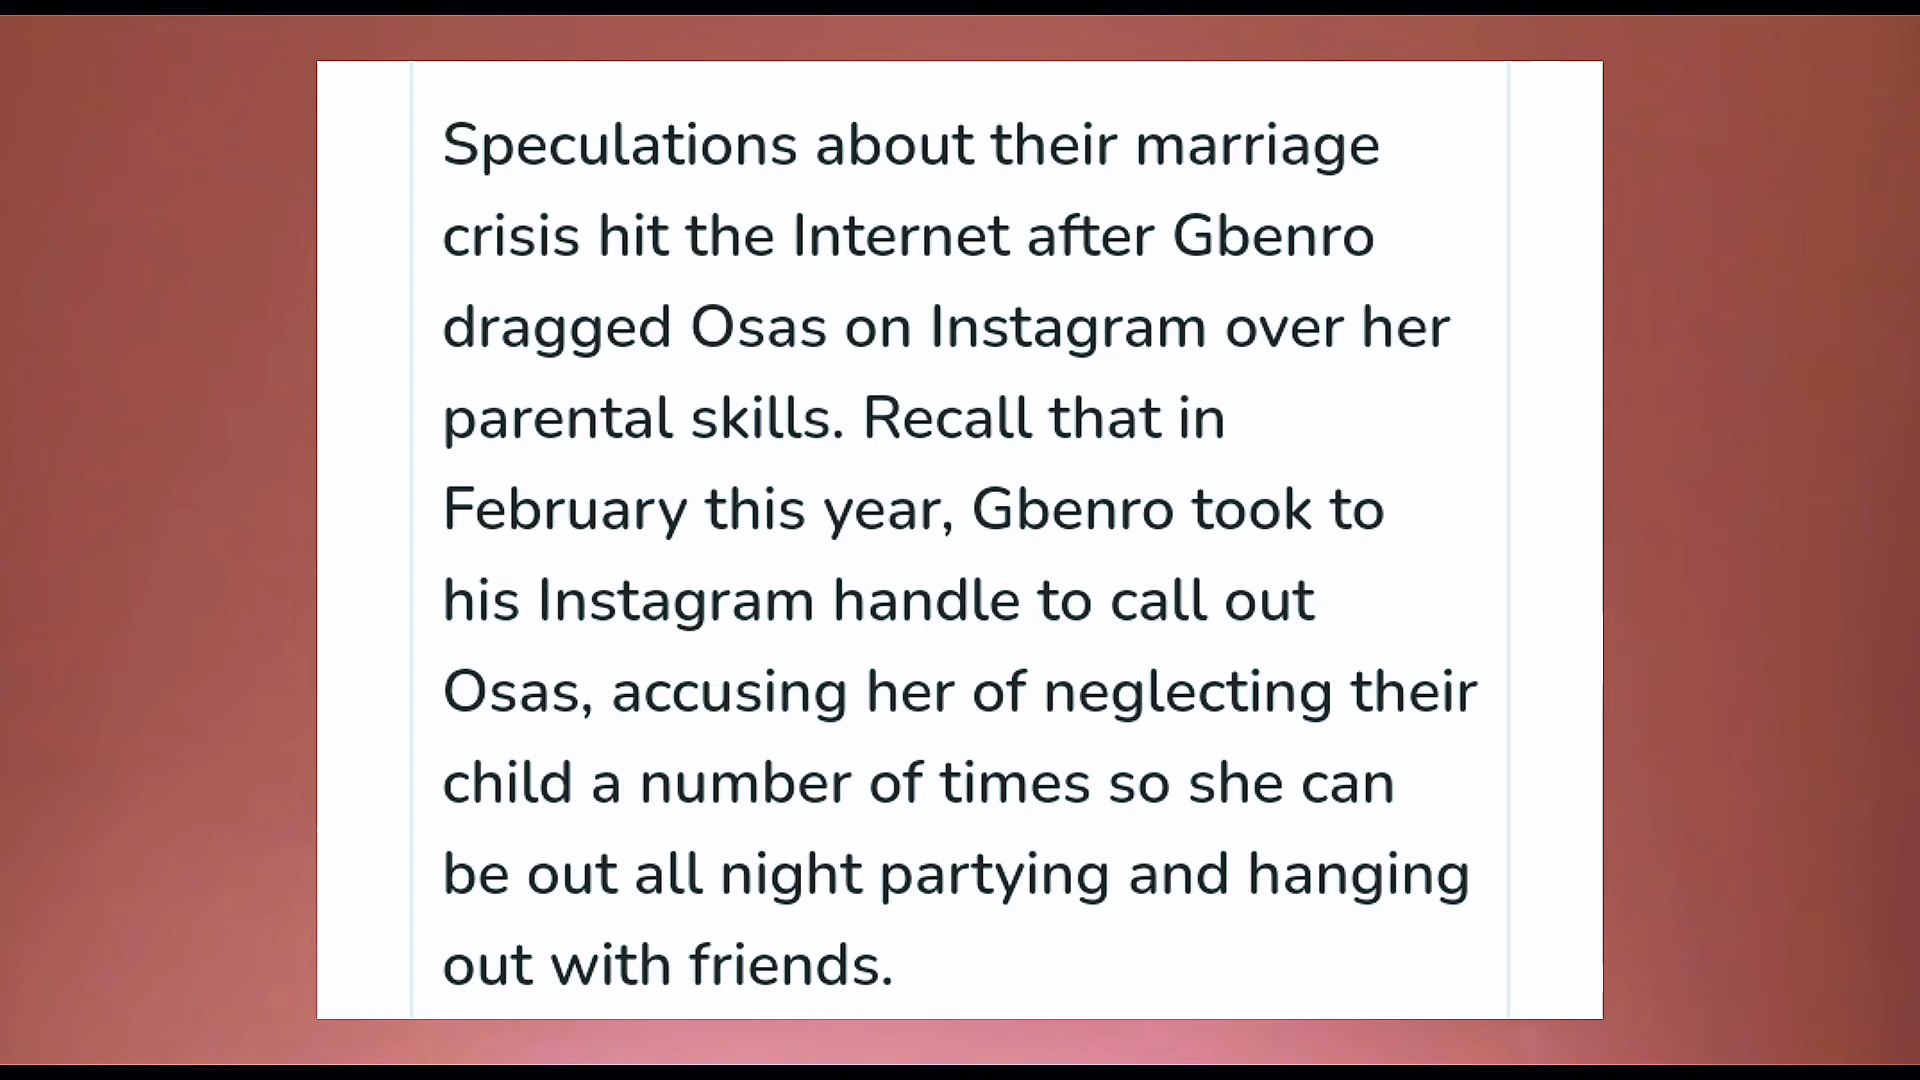 Speculations about their marriage
crisis hit the Internet after Gbenro
dragged Osas on Instagram over her
parental skills. Recall that in
February this year, Gbenro took to
his Instagram handle to call out
Osas, accusing her of neglecting their
child a number of times so she can
be out all night partying and hanging
out with friends.